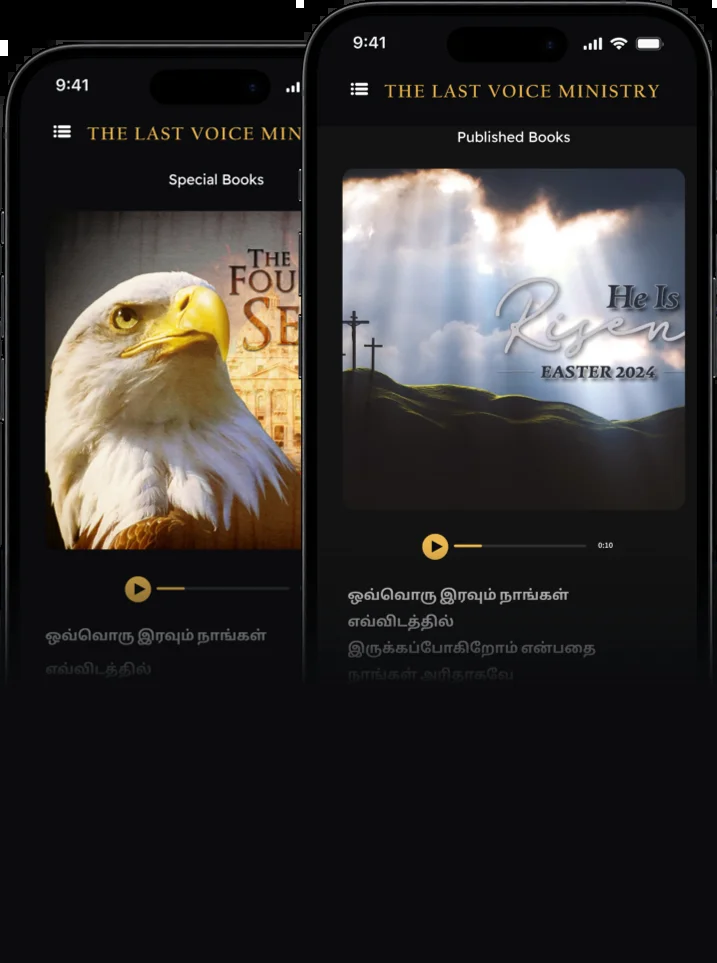 9:41
THE LAST VOICE MIN
Special Books
THE
FOU
SE
ஒவ்வொரு இரவும் நாங்கள்
எவ்விடத்தில்
9:41
THE LAST VOICE MINISTRY
Published Books
He Is
Risen
EASTER 2024
0:10
ஒவ்வொரு இரவும் நாங்கள்
எவ்விடத்தில்
இருக்கப்போகிறோம் என்பதை
நாங்கள் அரிதாகவே